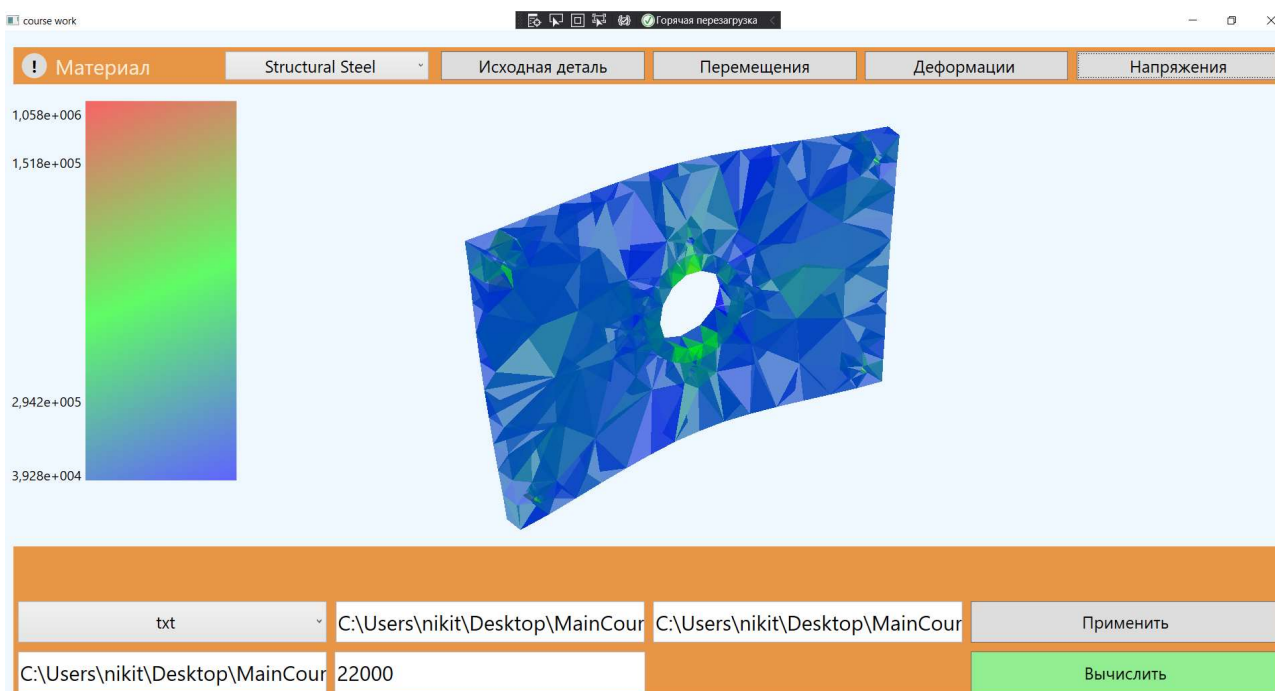 course work
Горячая перезагрузка
! Материал
Structural Steel
Исходная деталь
Перемещения
Деформации
Напряжения
1,058e+006
1,518e+005
2,942e+005
3,928e+004
txt
C:\Users\nikit\Desktop\MainCour
C:\Users\nikit\Desktop\MainCour
Применить
C:\Users\nikit\Desktop\MainCour
22000
Вычислить